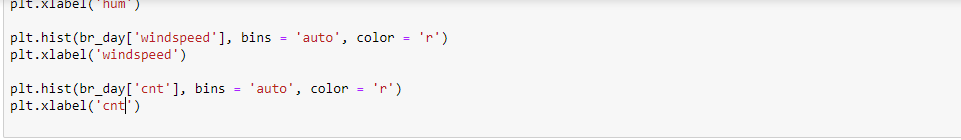 plt.xlabel('hum')
plt.hist(br_day['windspeed'], bins = 'auto', color = 'r')
plt.xlabel('windspeed')
plt.hist(br_day['cnt'], bins = 'auto', color = 'r')
plt.xlabel('cnt')